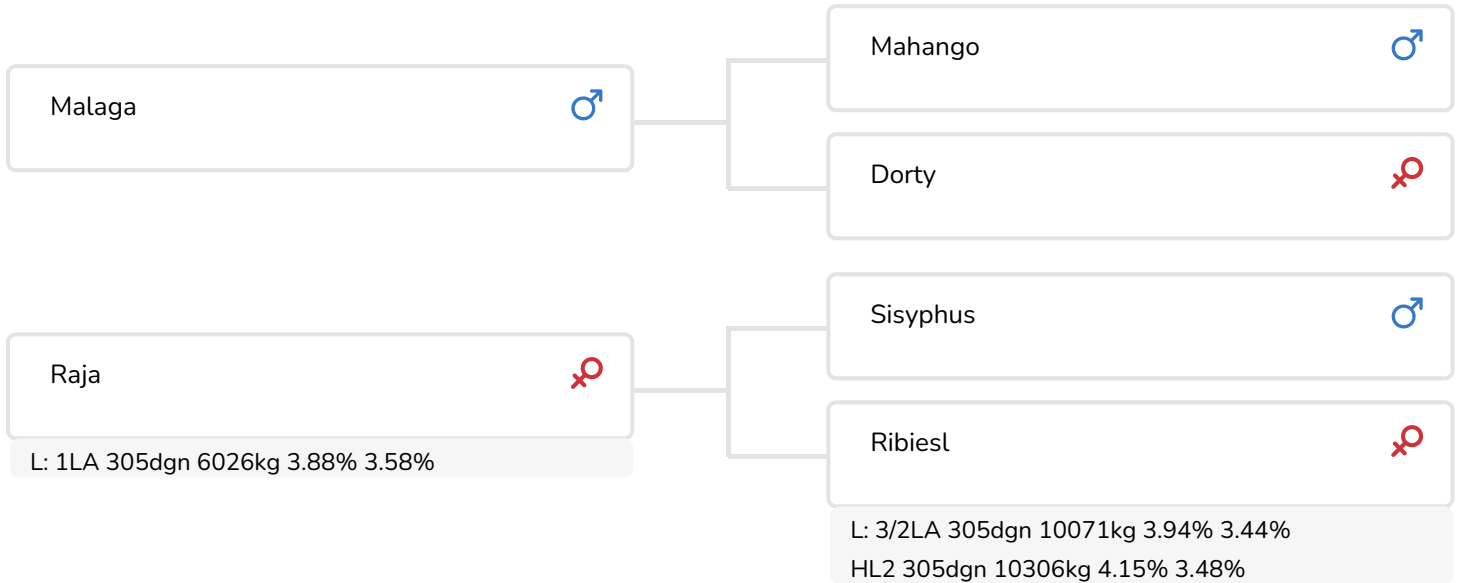 Malaga
Raja
L: 1LA 305dgn 6026kg 3.88% 3.58%
Mahango
Dorty
Sisyphus
Ribiesl
L: 3/2LA 305dgn 10071kg 3.94% 3.44%
HL2 305dgn 10306kg 4.15% 3.48%